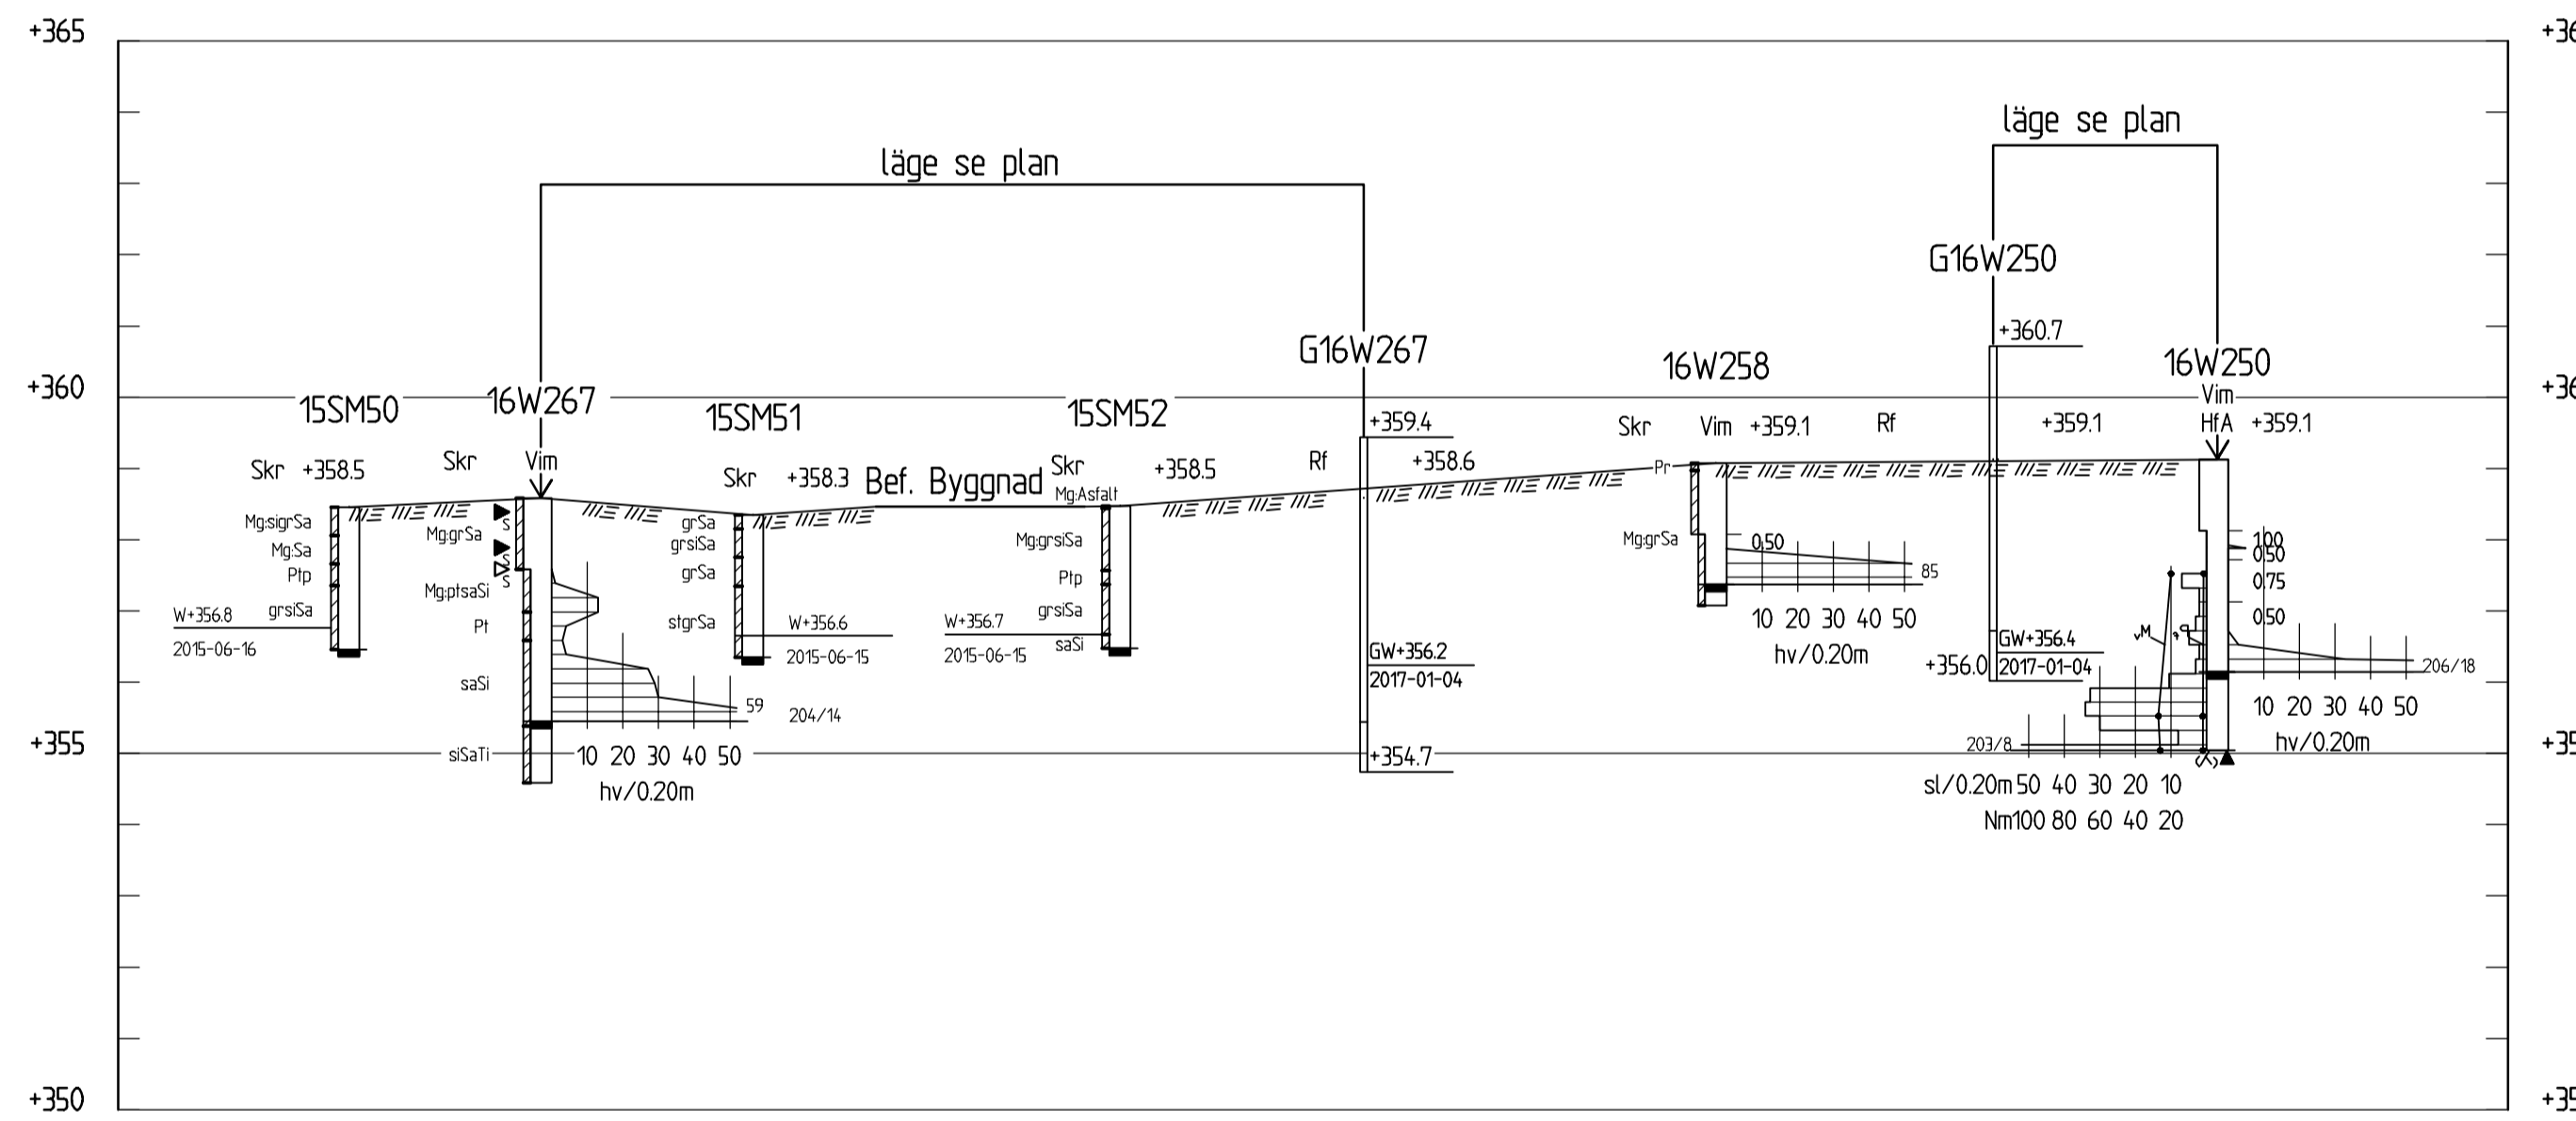 +365
läge se plan
läge se plan
G16W250
+360.7
G16W267
16W258
16W250
+360
15SM50
16W267
15SM51
15SM52
Vim
+359.4
Skr Vim +359.1 Rf
+359.1
HfA +359.1
Skr +358.5
Skr
Vim
Skr +358.3
Bef. Byggnad
Skr
+358.5
Rf
+358.6
Pr
Mg:Asfalt
Mg:sigrSa
Mg:Sa
Ptp
grsiSa
W+356.8
2015-06-16
S
S
S
Mg:grSa
Mg:ptsaSi
Pt
saSi
siSaTi
59
204/14
10 20 30 40 50
hv/0.20m
grSa
grsiSa
grSa
stgrSa
W+356.6
2015-06-15
Mg:grsiSa
Ptp
grsiSa
saSi
W+356.7
2015-06-15
GW+356.2
2017-01-04
+354.7
Mg:grSa
0,50
85
10 20 30 40 50
hv/0.20m
GW+356.4
+356.0
2017-01-04
1,00
0,50
0.75
0,50
vM
206/18
10 20 30 40 50
hv/0.20m
203/8
sl/0.20m 50 40 30 20 10
Nm100 80 60 40 20
+355
+350
+36
+36
+35
+35